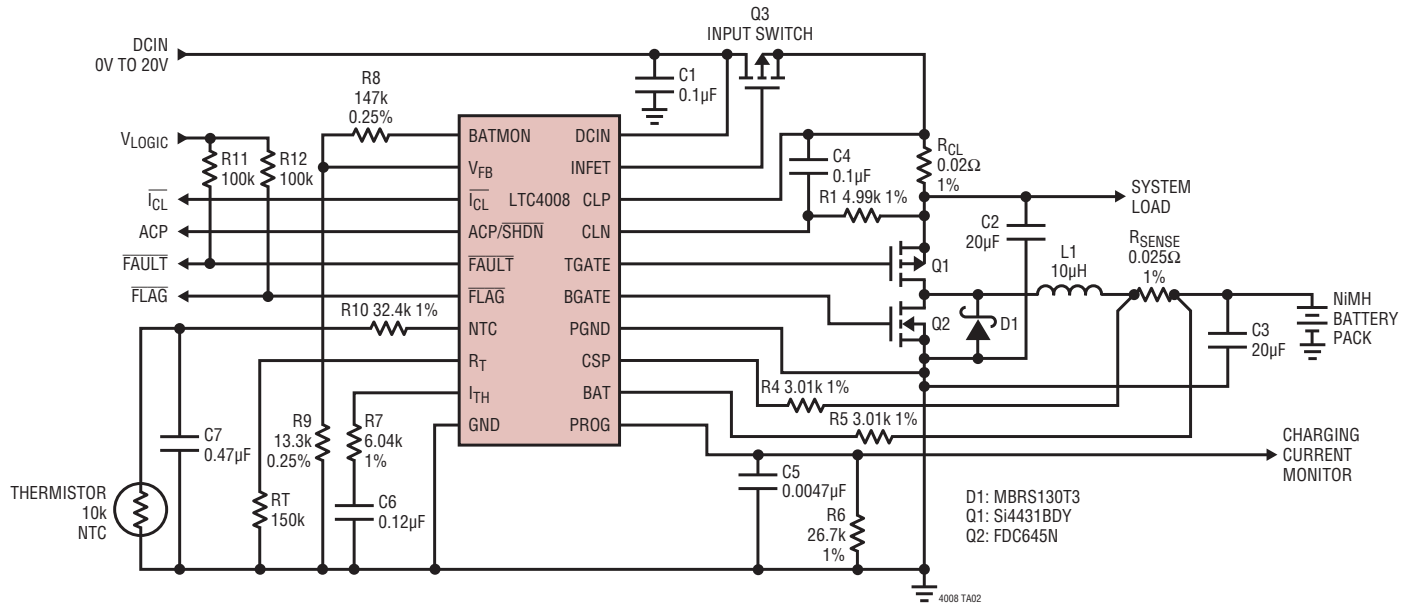 Q3
INPUT SWITCH
DCIN
0V TO 20V
C1
0.1µF
R8
147k
0.25%
VLOGIC
R11
100k
R12
100k
BATMON
DCIN
VFB
INFET
ICL
LTC4008
CLP
ACP/SHDN
CLN
FAULT
TGATE
FLAG
BGATE
NTC
PGND
RT
CSP
ITH
BAT
GND
PROG
ICL
ACP
FAULT
FLAG
C4
0.1µF
R1 4.99k 1%
RCL
0.02Ω
1%
SYSTEM
LOAD
C2
20µF
Q1
L1
10µH
RSENSE
0.025Ω
1%
Q2
D1
C3
20µF
NiMH
BATTERY
PACK
R10 32.4k 1%
R4 3.01k 1%
R5 3.01k 1%
C7
0.47µF
R9
13.3k
0.25%
R7
6.04k
1%
CHARGING
CURRENT
MONITOR
THERMISTOR
10k
NTC
RT
150k
C6
0.12µF
C5
0.0047µF
R6
26.7k
1%
D1: MBRS130T3
Q1: Si4431BDY
Q2: FDC645N
4008 TA02